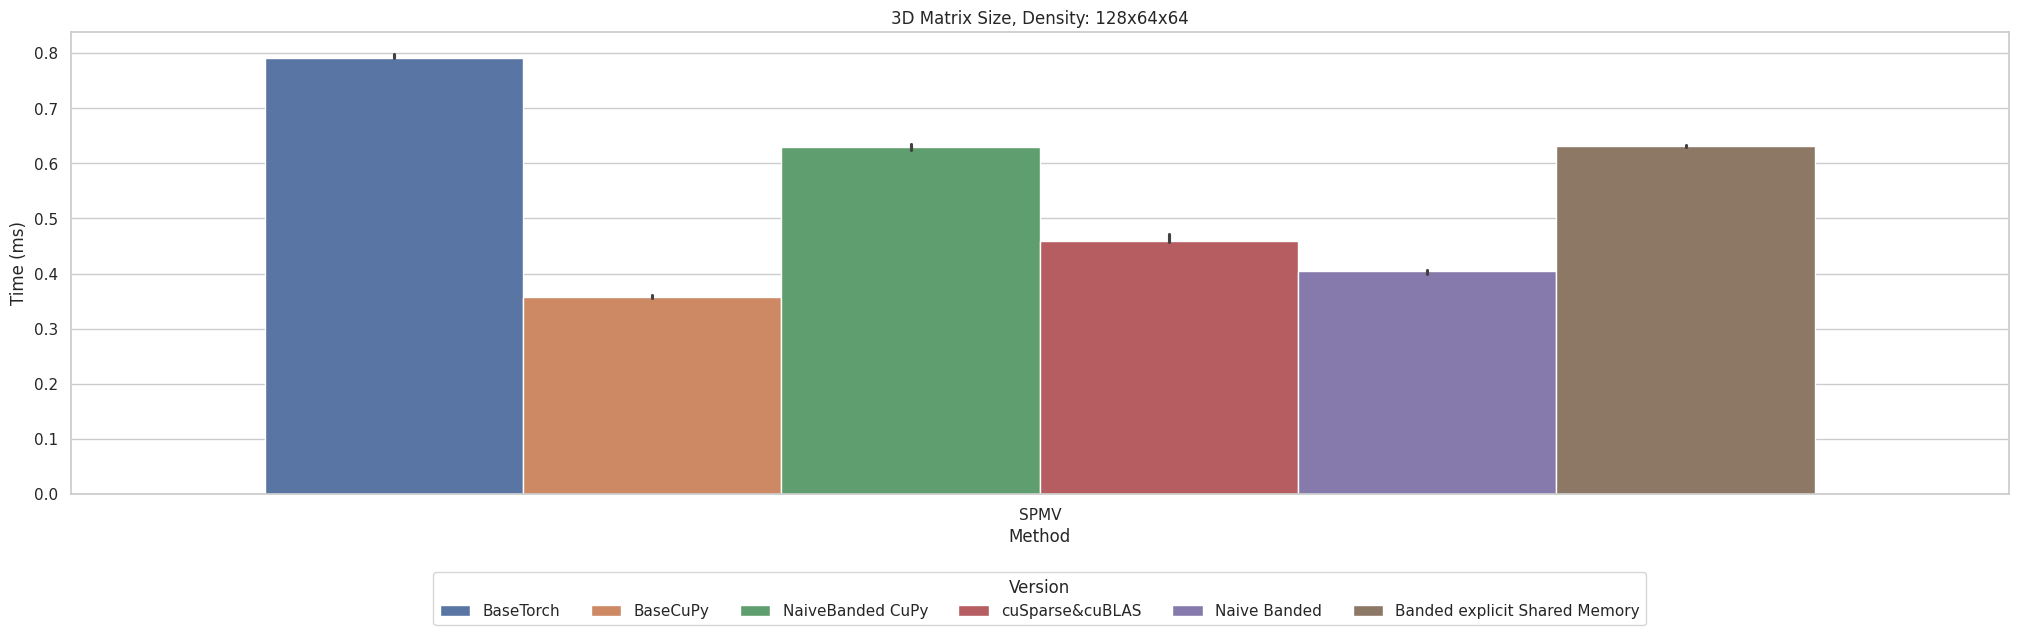 3D Matrix Size, Density: 128x64x64
Time (ms)
0.8
0.7
0.6
0.5
0.4
0.3
0.2
0.1
0.0
SPMV
Method
Version
BaseTorch BaseCuPy NaiveBanded CuPy cuSparse&cuBLAS Naive Banded Banded explicit Shared Memory